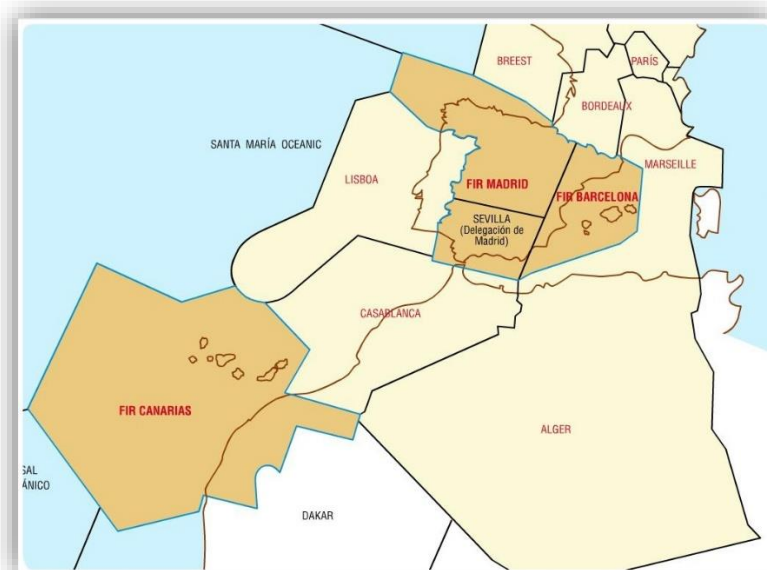 BREEST
PARÍS
BORDEAUX
SANTA MARÍA OCEANIC
MARSEILLE
LISBOA
FIR MADRID
FIR BARCELONA
SEVILLA
(Delegación de
Madrid)
CASABLANCA
FIR CANARIAS
ALGER
SAL
ÁNICO
DAKAR